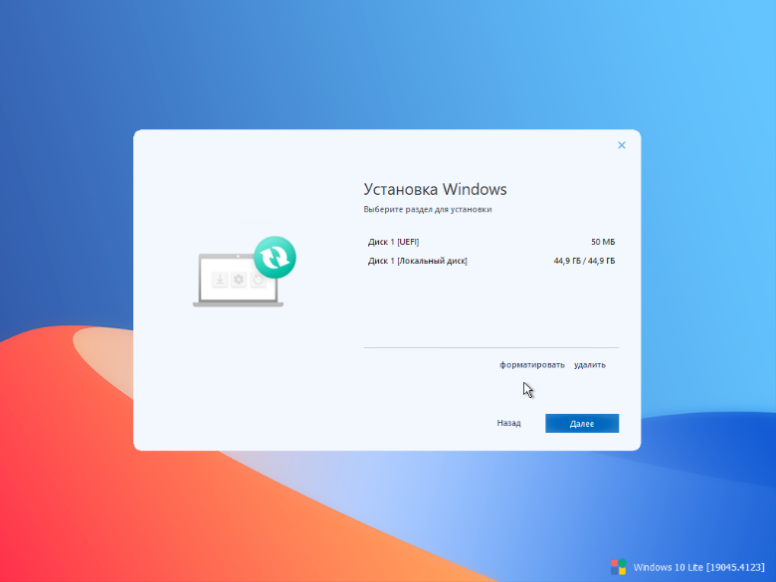 Установка Windows
Выберите раздел для установки
Диск 1 [UEFI] 50 МБ
Диск 1 [Локальный диск] 44,9 ГБ / 44,9 ГБ
форматировать удалить
Назад Далее
Windows 10 Lite [19045.4123]